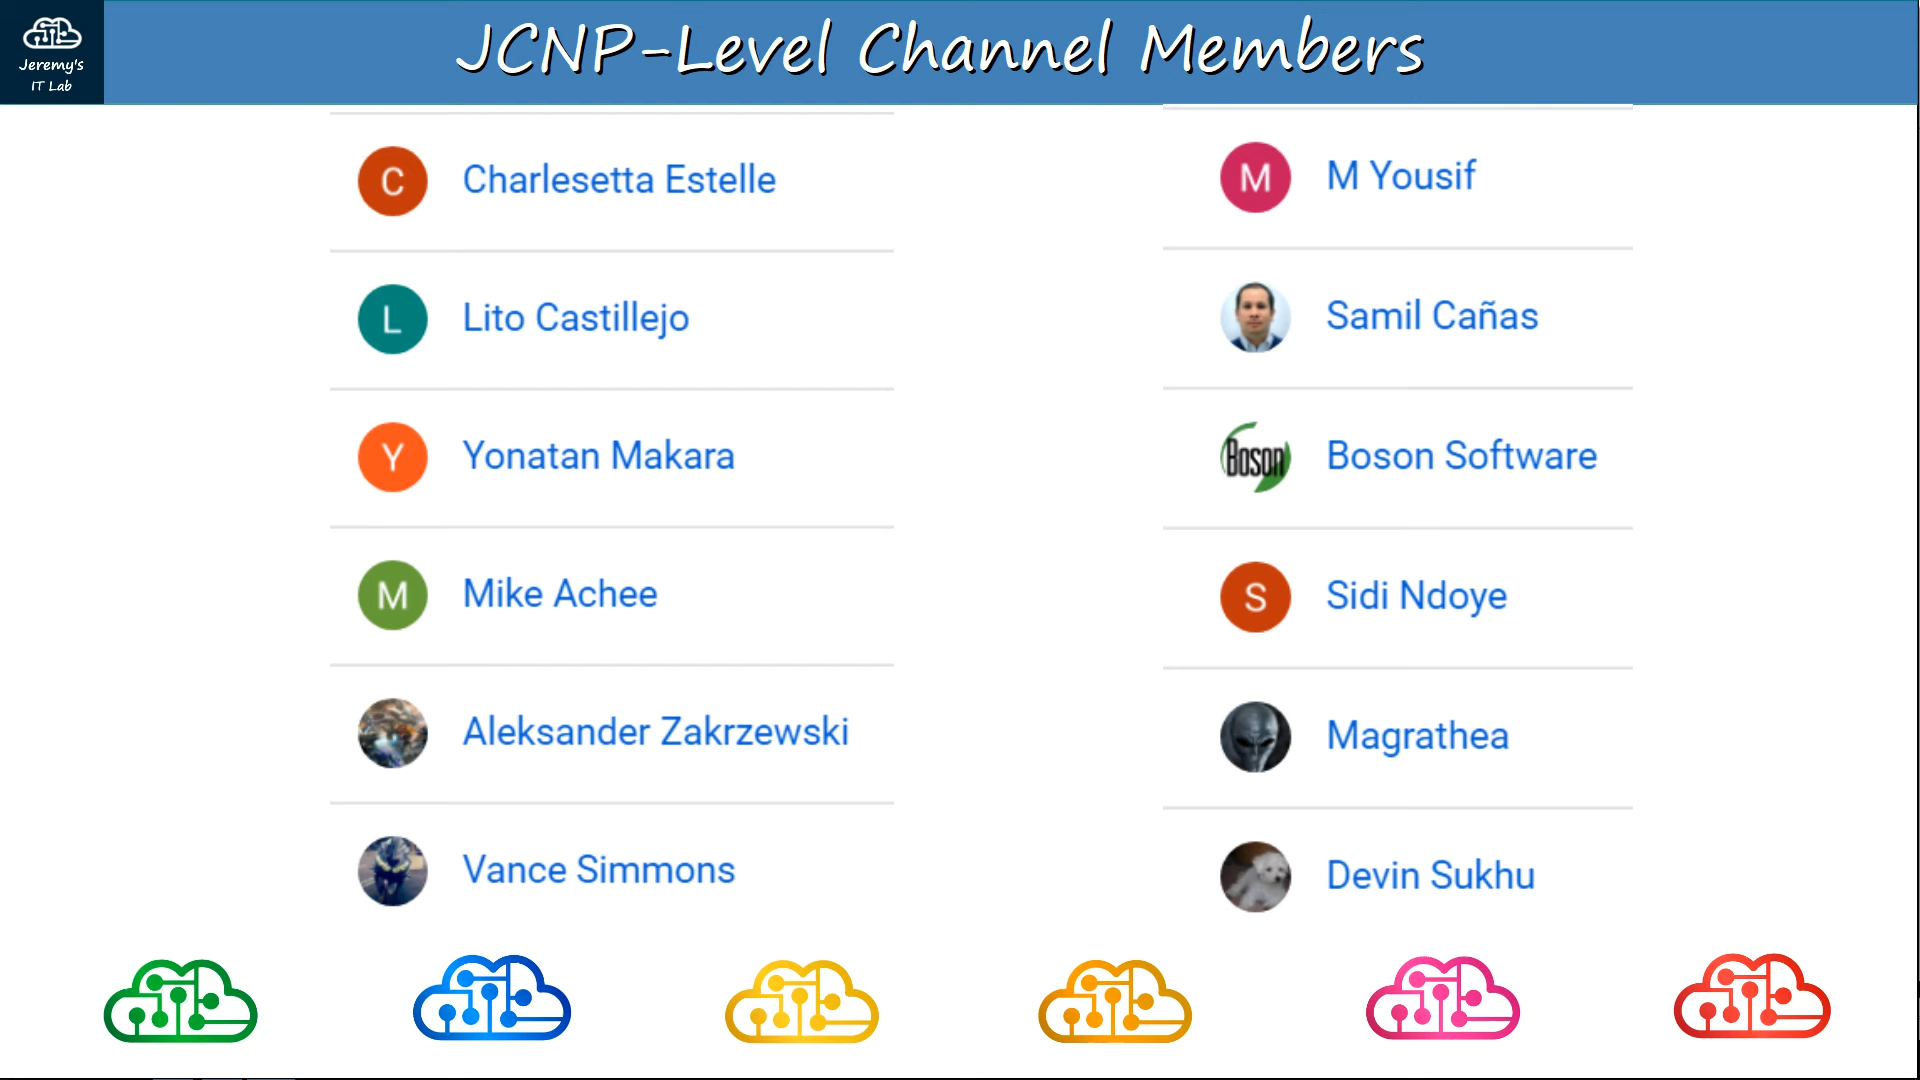 Jeremy's
IT Lab
JCNP-Level Channel Members
C Charlesetta Estelle
L Lito Castillejo
Y Yonatan Makara
M Mike Achee
Aleksander Zakrzewski
Vance Simmons
M M Yousif
Samil Cañas
Boson Boson Software
S Sidi Ndoye
Magrathea
Devin Sukhu